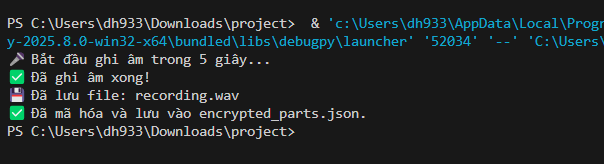 PS C:\Users\dh933\Downloads\project>  & 'c:\Users\dh933\AppData\Local\Progr
y-2025.8.0-win32-x64\bundled\libs\debugpy\launcher' '52034' '--' 'C:\Users\
🎤 Bắt đầu ghi âm trong 5 giây...
✅ Đã ghi âm xong!
💾 Đã lưu file: recording.wav
✅ Đã mã hóa và lưu vào encrypted_parts.json.
PS C:\Users\dh933\Downloads\project>